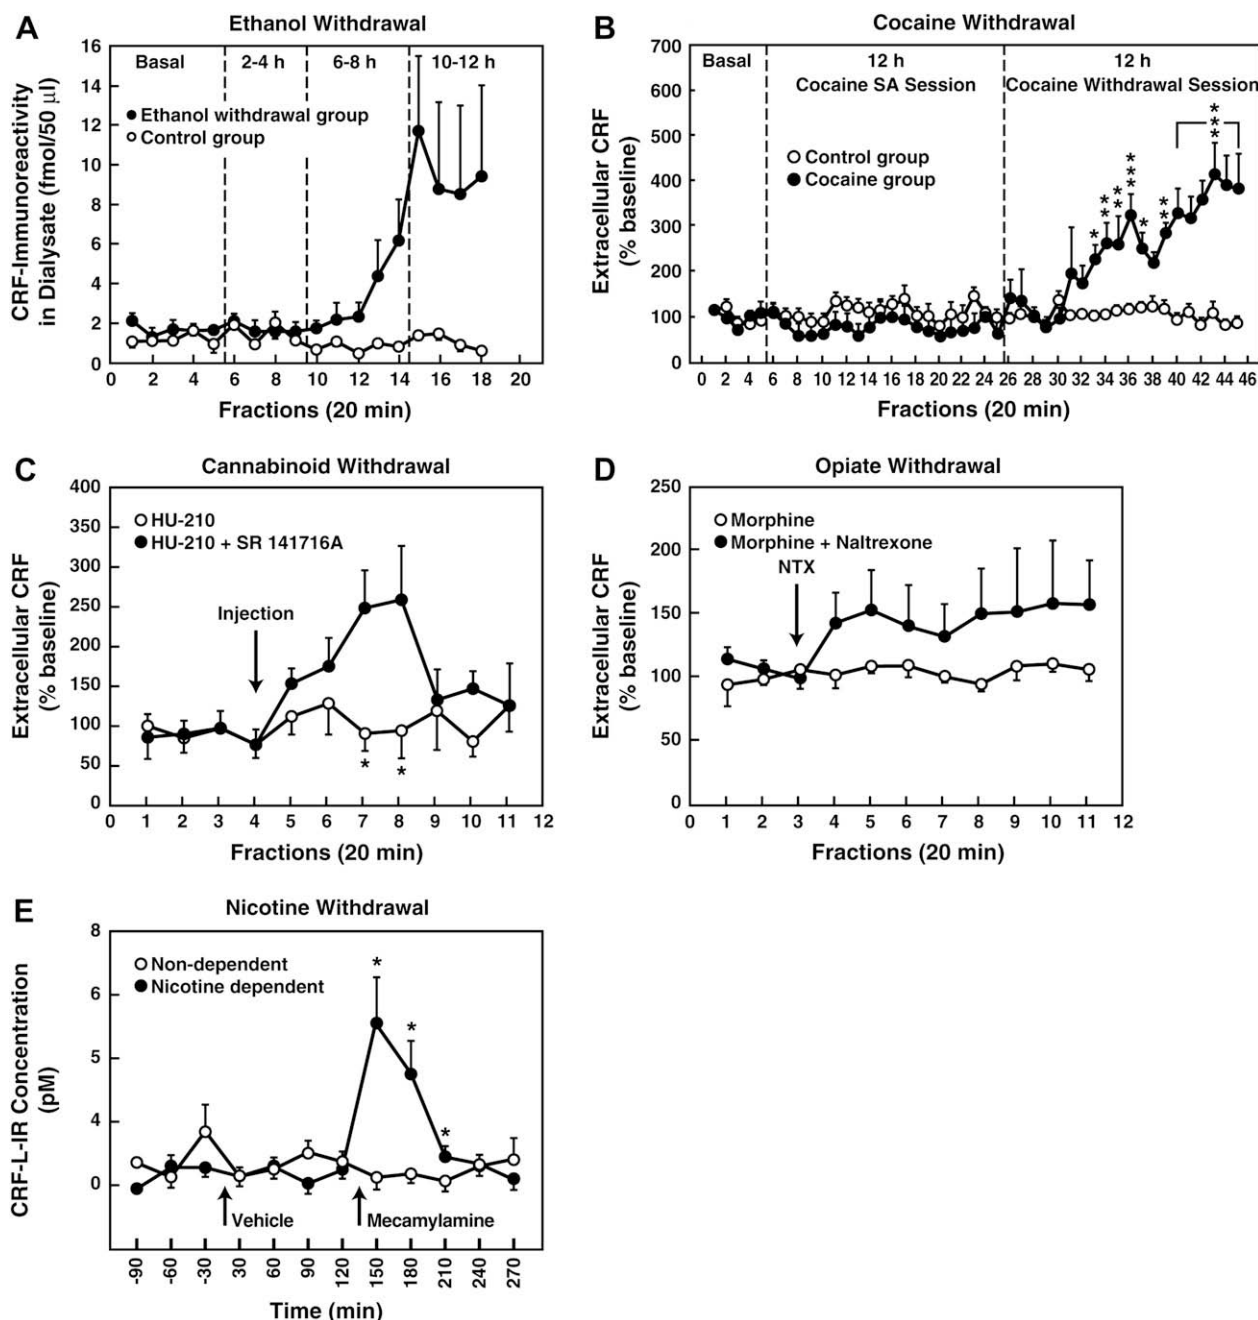 A
Ethanol Withdrawal
CRF-Immunoreactivity
in Dialysate (fmol/50 µl)
16
14
12
10
8
6
4
2
0
Basal
2-4 h
6-8 h
10-12 h
Ethanol withdrawal group
Control group
0 2 4 6 8 10 12 14 16 18 20
Fractions (20 min)
B
Cocaine Withdrawal
Extracellular CRF
(% baseline)
700
600
500
400
300
200
100
0
Basal
12 h
Cocaine SA Session
12 h
Cocaine Withdrawal Session
Control group
Cocaine group
*
**
**
***
*
**
***
0 2 4 6 8 10 12 14 16 18 20 22 24 26 28 30 32 34 36 38 40 42 44 46
Fractions (20 min)
C
Cannabinoid Withdrawal
Extracellular CRF
(% baseline)
400
350
300
250
200
150
100
50
0
HU-210
HU-210 + SR 141716A
Injection
*
*
0 1 2 3 4 5 6 7 8 9 10 11 12
Fractions (20 min)
D
Opiate Withdrawal
Extracellular CRF
(% baseline)
250
200
150
100
50
0
Morphine
Morphine + Naltrexone
NTX
0 1 2 3 4 5 6 7 8 9 10 11 12
Fractions (20 min)
E
Nicotine Withdrawal
CRF-L-IR Concentration
(pM)
8
6
5
4
0
Non-dependent
Nicotine dependent
*
*
*
Vehicle
Mecamylamine
-90 -60 -30 30 60 90 120 150 180 210 240 270
Time (min)